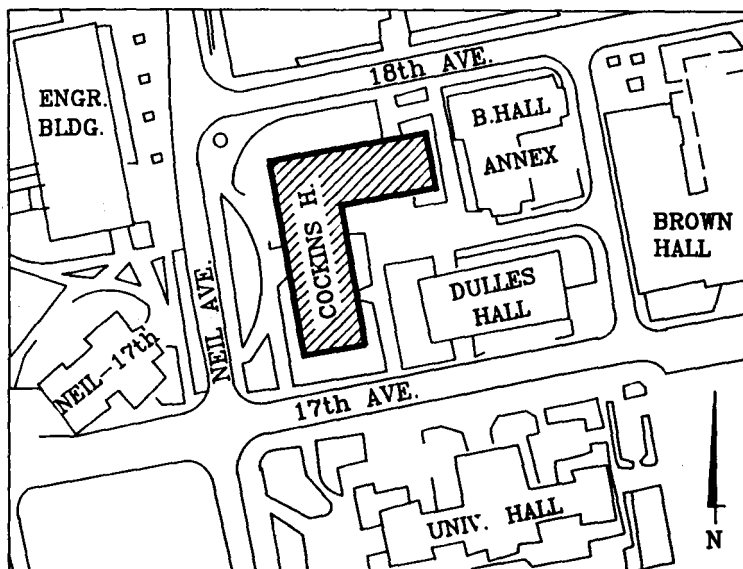 18th AVE.
ENGR.
BLDG.
B.HALL
ANNEX
COCKINS H.
BROWN
HALL
DULLES
HALL
NEIL AVE.
NEIL-17th
17th AVE.
UNIV. HALL
N